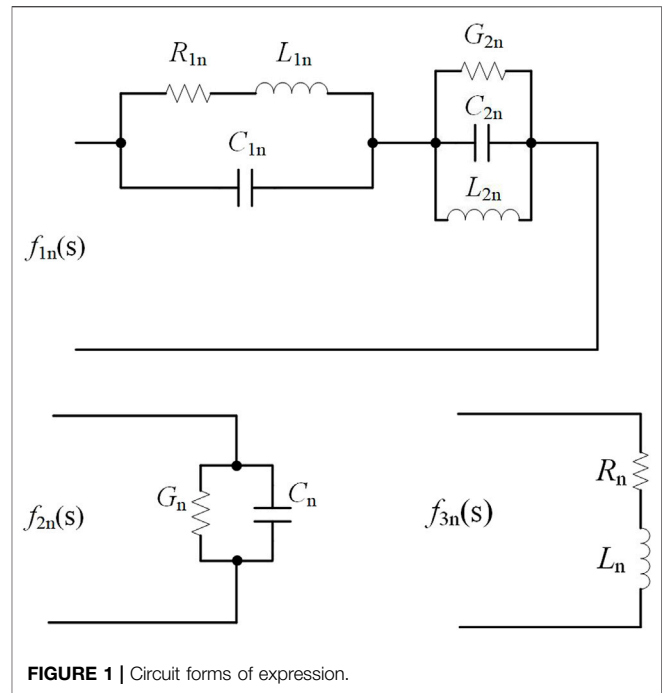 R1n L1n
G2n
C1n
C2n
L2n
f1n(s)
f2n(s)
Gn Cn
f3n(s)
Rn
Ln
FIGURE 1 | Circuit forms of expression.